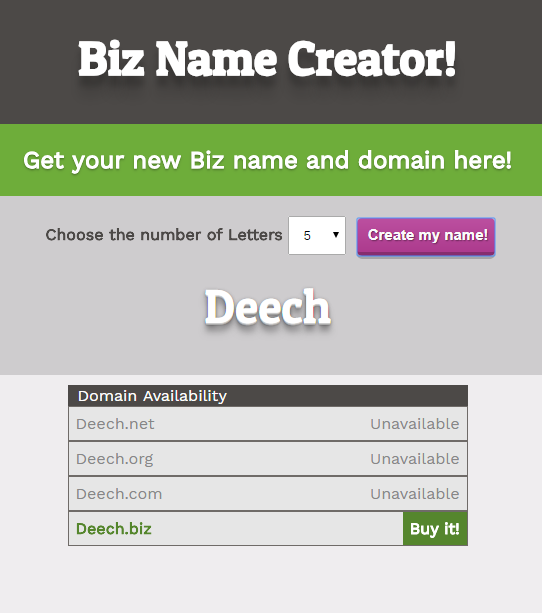 Biz Name Creator!
Get your new Biz name and domain here!
Choose the number of Letters 5 Create my name!
Deech
Domain Availability
Deech.net Unavailable
Deech.org Unavailable
Deech.com Unavailable
Deech.biz Buy it!